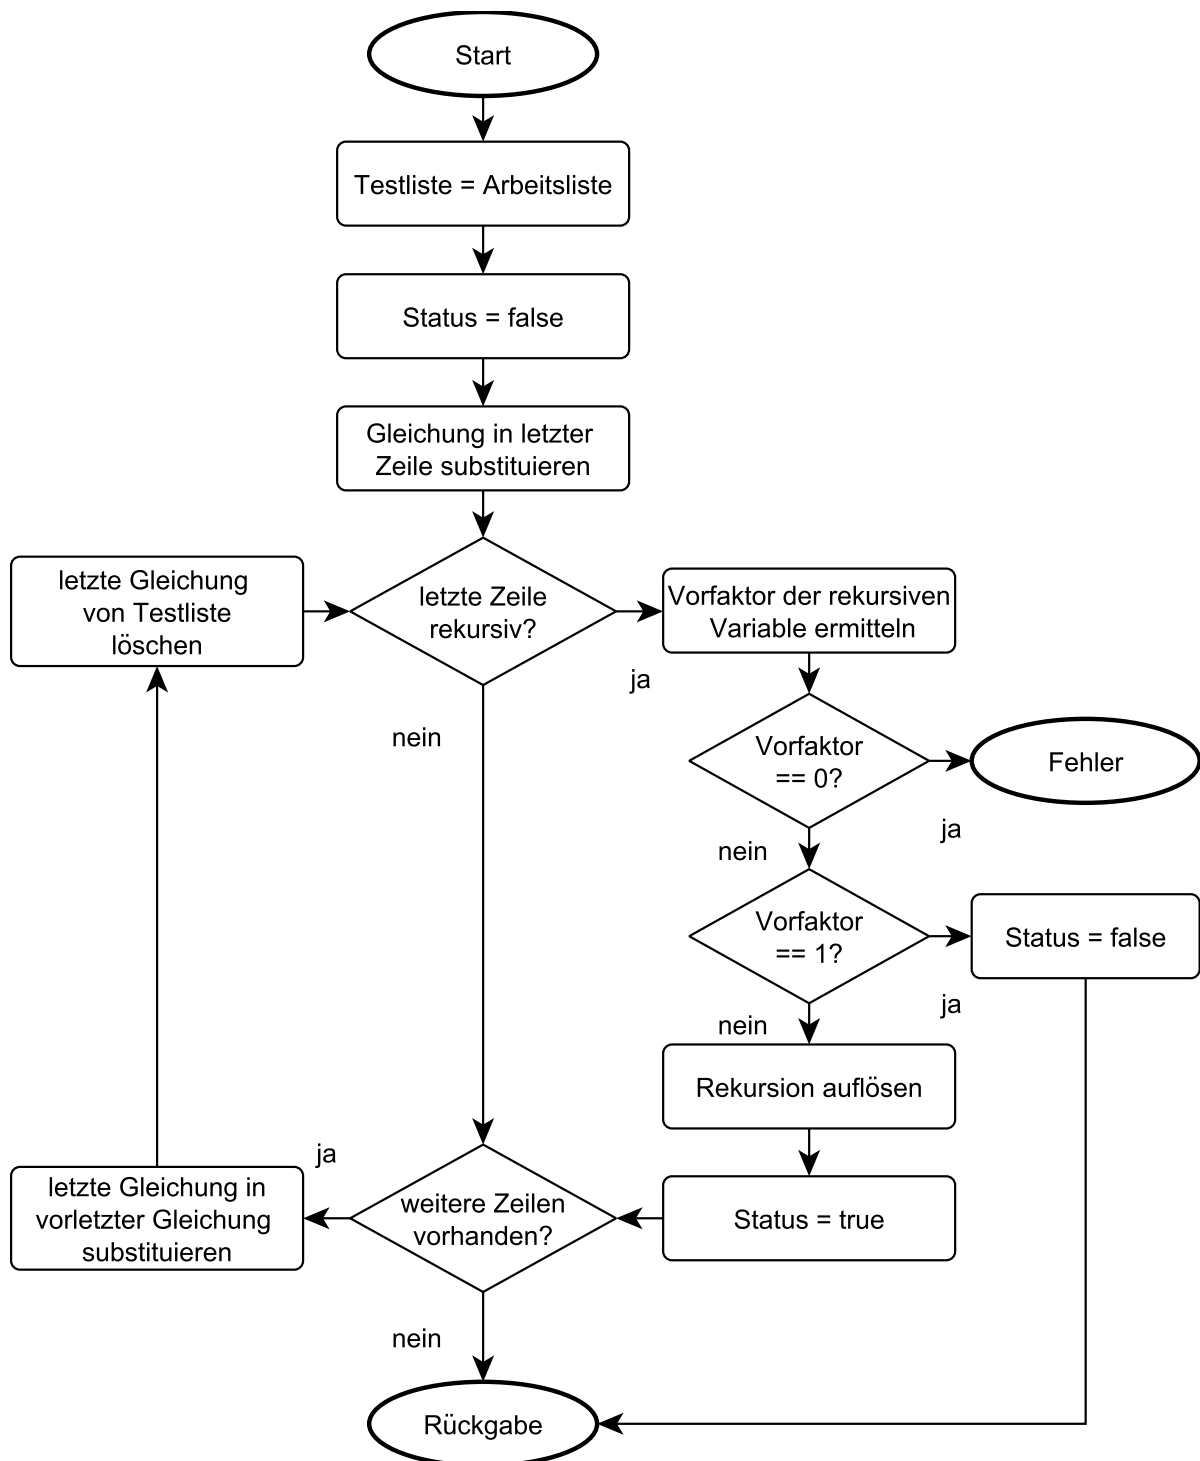 Start
Testliste = Arbeitsliste
Status = false
Gleichung in letzter
Zeile substituieren
letzte Gleichung
von Testliste
löschen
letzte Zeile
rekursiv?
Vorfaktor der rekursiven
Variable ermitteln
ja
nein
Vorfaktor
== 0?
Fehler
ja
nein
Vorfaktor
== 1?
Status = false
ja
nein
Rekursion auflösen
ja
letzte Gleichung in
vorletzter Gleichung
substituieren
weitere Zeilen
vorhanden?
Status = true
nein
Rückgabe